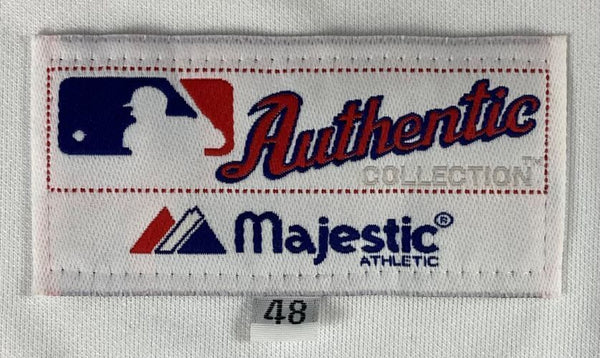 Authentic
COLLECTION™
Majestic®
ATHLETIC
48